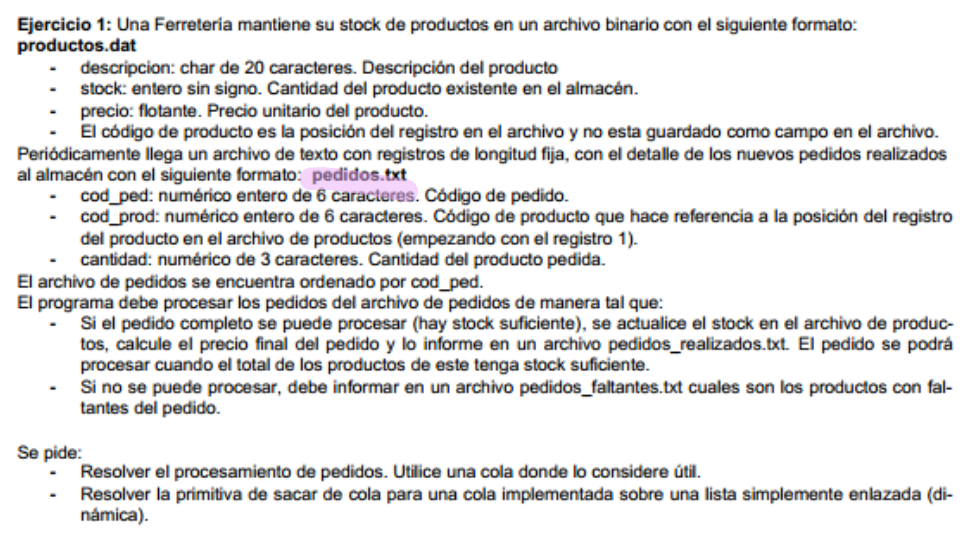 Ejercicio 1: Una Ferretería mantiene su stock de productos en un archivo binario con el siguiente formato:
productos.dat
- descripcion: char de 20 caracteres. Descripción del producto
- stock: entero sin signo. Cantidad del producto existente en el almacén.
- precio: flotante. Precio unitario del producto.
- El código de producto es la posición del registro en el archivo y no esta guardado como campo en el archivo.
Periódicamente llega un archivo de texto con registros de longitud fija, con el detalle de los nuevos pedidos realizados
al almacén con el siguiente formato: pedidos.txt
- cod_ped: numérico entero de 6 caracteres. Código de pedido.
- cod_prod: numérico entero de 6 caracteres. Código de producto que hace referencia a la posición del registro
del producto en el archivo de productos (empezando con el registro 1).
- cantidad: numérico de 3 caracteres. Cantidad del producto pedida.
El archivo de pedidos se encuentra ordenado por cod_ped.
El programa debe procesar los pedidos del archivo de pedidos de manera tal que:
- Si el pedido completo se puede procesar (hay stock suficiente), se actualice el stock en el archivo de produc-
tos, calcule el precio final del pedido y lo informe en un archivo pedidos_realizados.txt. El pedido se podrá
procesar cuando el total de los productos de este tenga stock suficiente.
- Si no se puede procesar, debe informar en un archivo pedidos_faltantes.txt cuales son los productos con fal-
tantes del pedido.
Se pide:
- Resolver el procesamiento de pedidos. Utilice una cola donde lo considere útil.
- Resolver la primitiva de sacar de cola para una cola implementada sobre una lista simplemente enlazada (di-
námica).